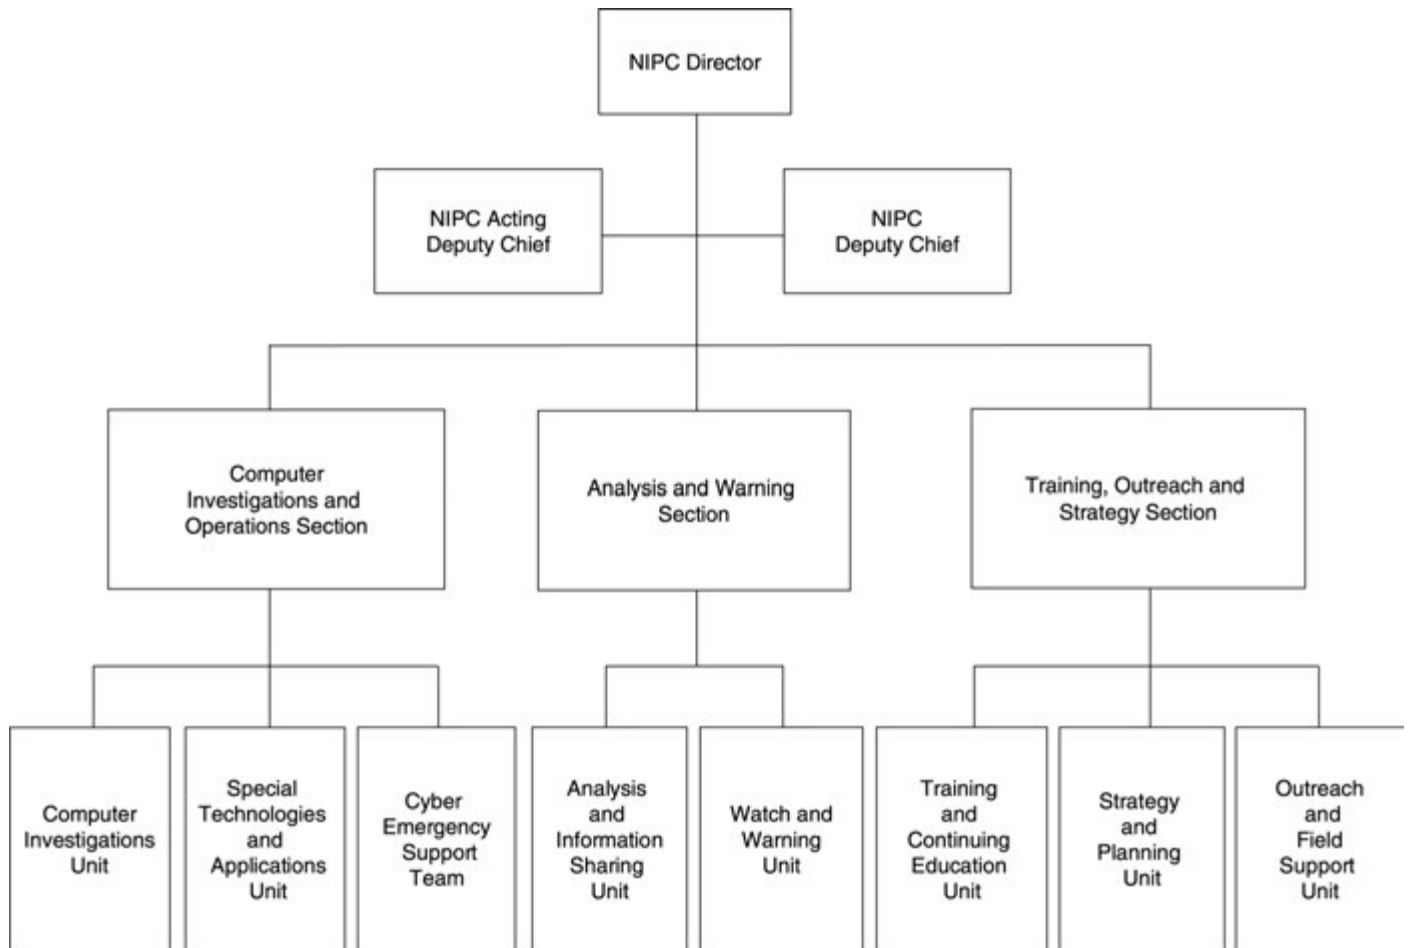 NIPC Director
NIPC Acting
Deputy Chief
NIPC
Deputy Chief
Computer
Investigations and
Operations Section
Analysis and Warning
Section
Training, Outreach and
Strategy Section
Computer
Investigations
Unit
Special
Technologies
and
Applications
Unit
Cyber
Emergency
Support
Team
Analysis
and
Information
Sharing
Unit
Watch and
Warning
Unit
Training
and
Continuing
Education
Unit
Strategy
and
Planning
Unit
Outreach
and
Field
Support
Unit